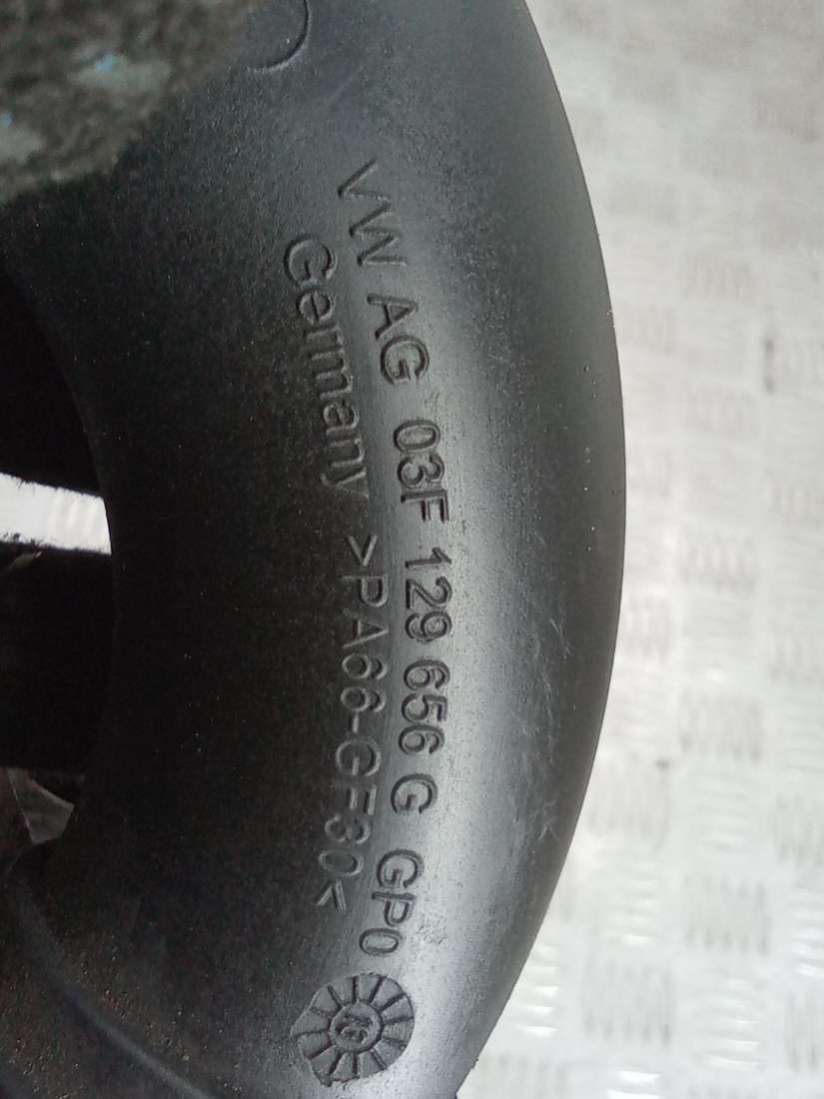 VW AG 03F 129 656 G GP0
Germany >PA66-GF30<